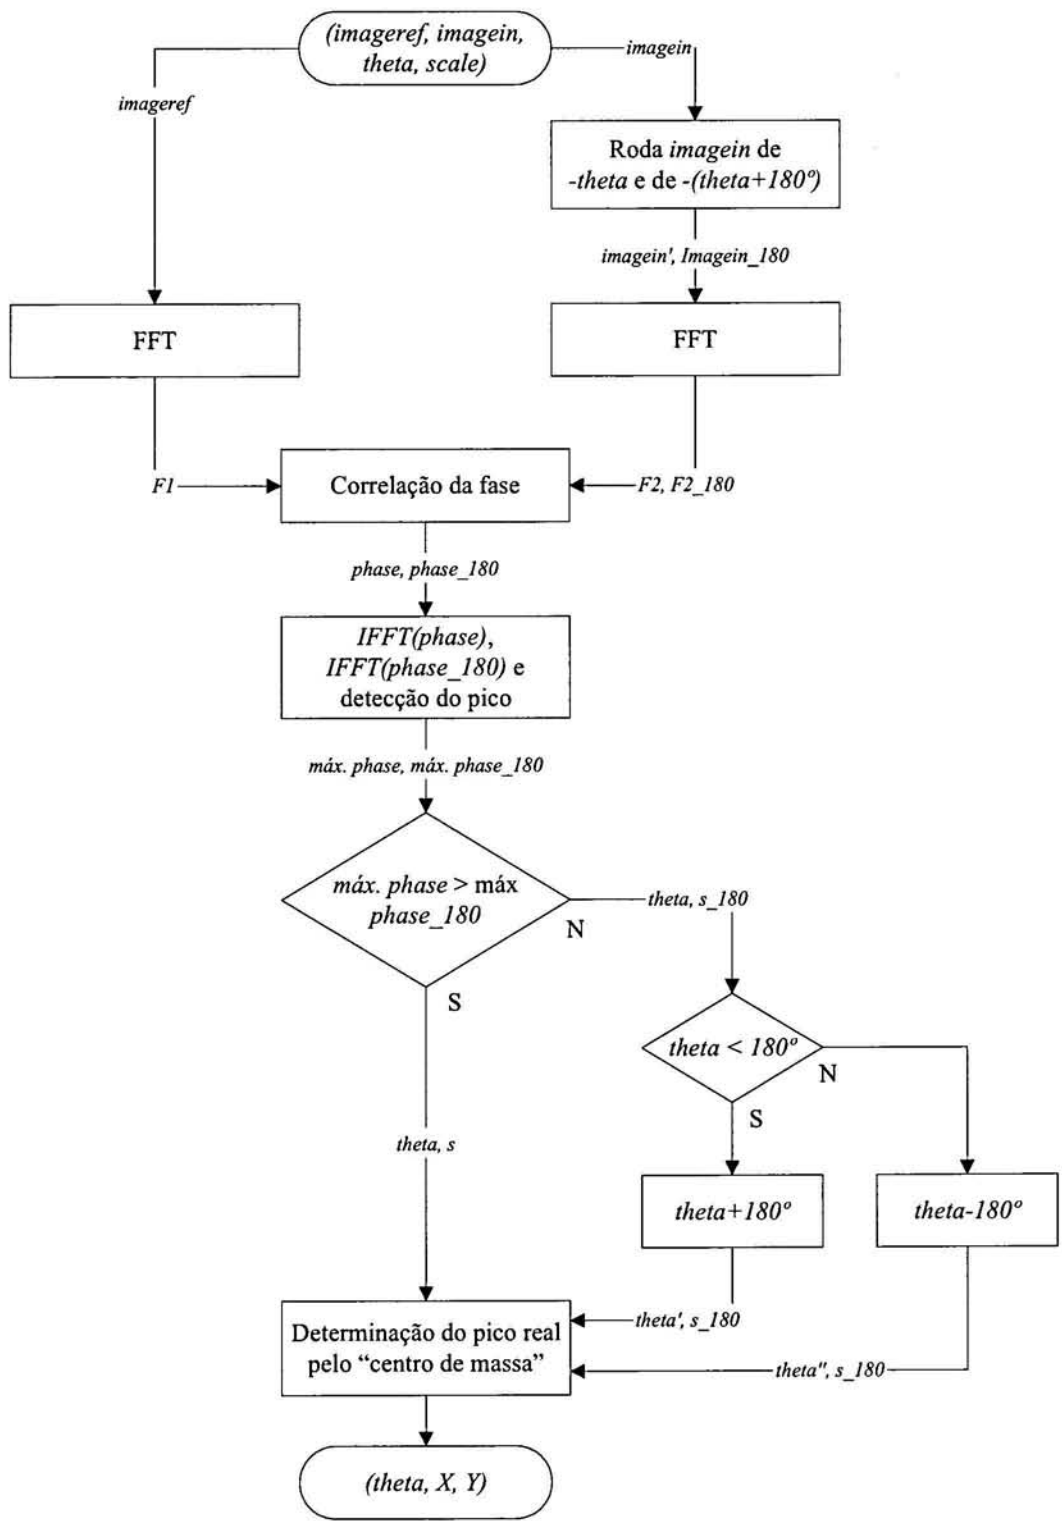 (imageref, imagein,
theta, scale)
imagein
imageref
Roda imagein de
-theta e de -(theta+180º)
imagein', Imagein_180
FFT
FFT
F1
Correlação da fase
F2, F2_180
phase, phase_180
IFFT(phase),
IFFT(phase_180) e
detecção do pico
máx. phase, máx. phase_180
máx. phase > máx
phase_180
theta, s_180
N
S
theta < 180º
N
S
theta, s
theta+180º
theta-180º
theta', s_180
Determinação do pico real
pelo “centro de massa”
theta'', s_180
(theta, X, Y)